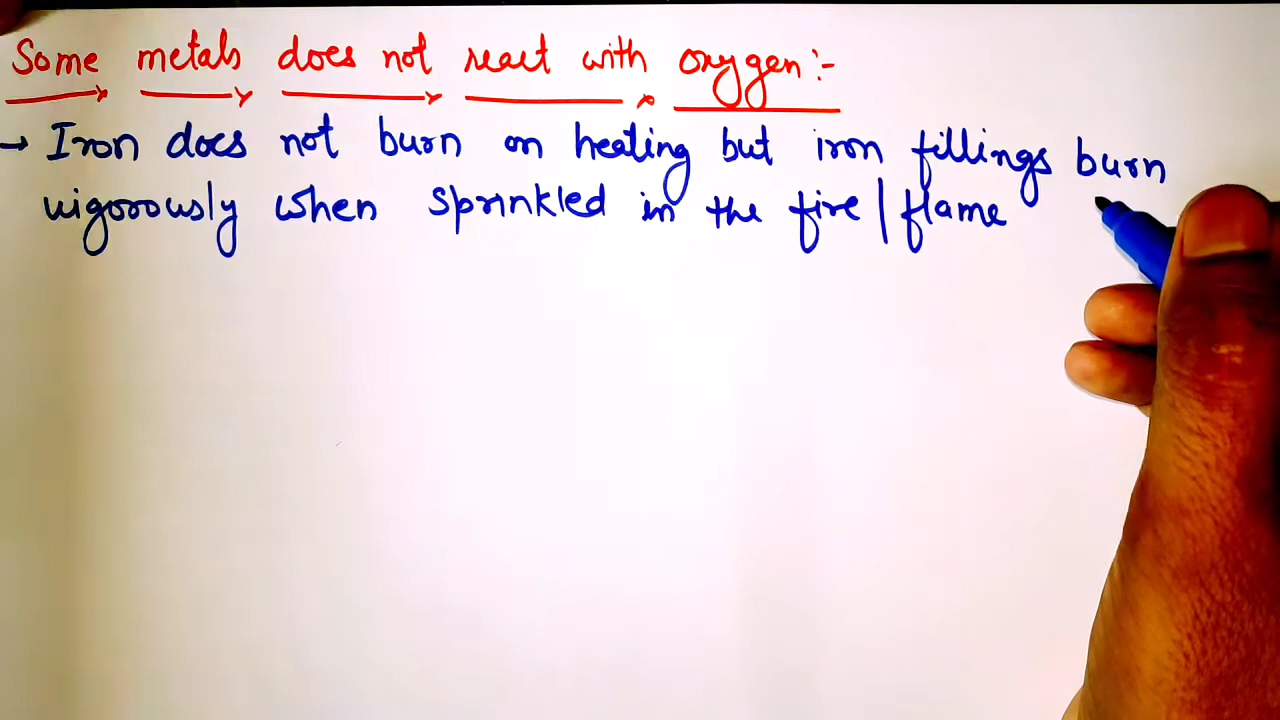 Some metals does not react with oxygen:-
→ Iron does not burn on heating but iron fillings burn
vigorously when sprinkled in the fire/flame